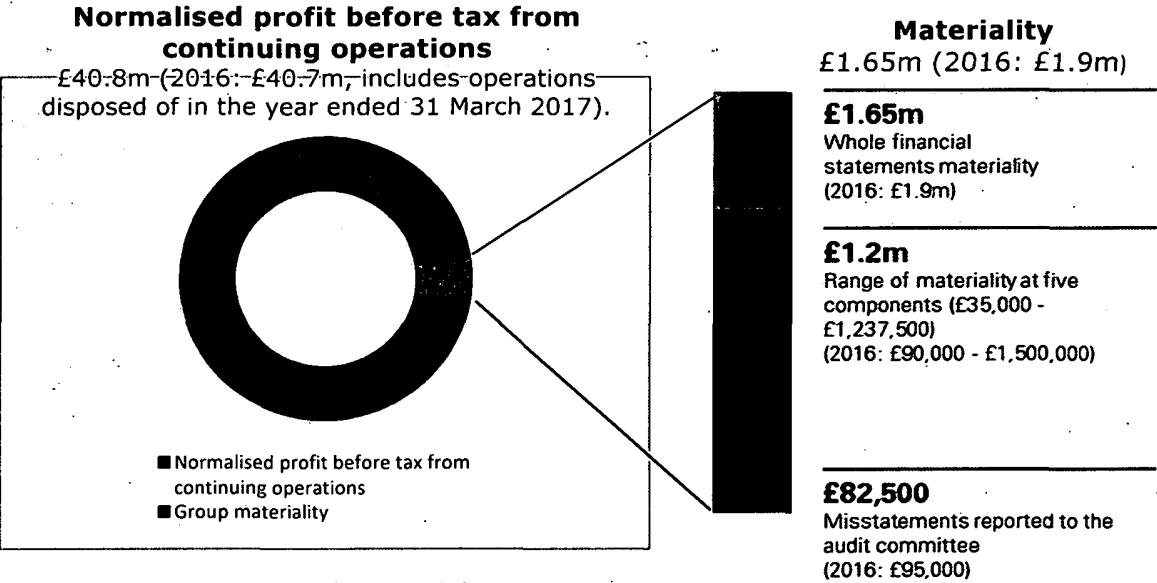 Normalised profit before tax from
continuing operations
£40.8m (2016: £40.7m, includes operations
disposed of in the year ended 31 March 2017).
Normalised profit before tax from
continuing operations
Group materiality
Materiality
£1.65m (2016: £1.9m)
£1.65m
Whole financial
statements materiality
(2016: £1.9m)
£1.2m
Range of materiality at five
components (£35,000 -
£1,237,500)
(2016: £90,000 - £1,500,000)
£82,500
Misstatements reported to the
audit committee
(2016: £95,000)